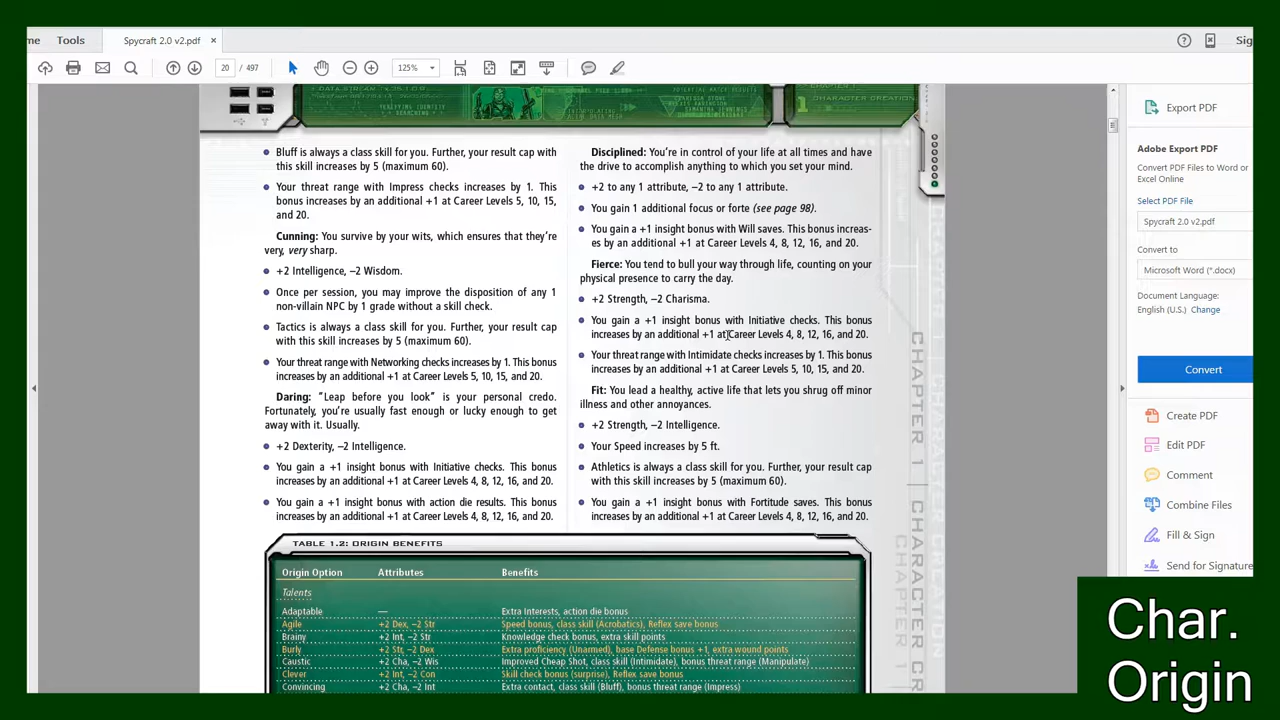 me
Tools
Spycraft 2.0 v2.pdf
×
Sig
20 / 497
125%
CHARACTER CREATION
• Bluff is always a class skill for you. Further, your result cap with
this skill increases by 5 (maximum 60).
• Your threat range with Impress checks increases by 1. This
bonus increases by an additional +1 at Career Levels 5, 10, 15,
and 20.
Cunning: You survive by your wits, which ensures that they're
very, very sharp.
• +2 Intelligence, –2 Wisdom.
• Once per session, you may improve the disposition of any 1
non-villain NPC by 1 grade without a skill check.
• Tactics is always a class skill for you. Further, your result cap
with this skill increases by 5 (maximum 60).
• Your threat range with Networking checks increases by 1. This
bonus increases by an additional +1 at Career Levels 5, 10, 15, and 20.
Daring: "Leap before you look" is your personal credo.
Fortunately, you're usually fast enough or lucky enough to get
away with it. Usually.
• +2 Dexterity, –2 Intelligence.
• You gain a +1 insight bonus with Initiative checks. This bonus
increases by an additional +1 at Career Levels 4, 8, 12, 16, and 20.
• You gain a +1 insight bonus with action die results. This bonus
increases by an additional +1 at Career Levels 4, 8, 12, 16, and 20.
Disciplined: You're in control of your life at all times and have
the drive to accomplish anything to which you set your mind.
• +2 to any 1 attribute, –2 to any 1 attribute.
• You gain 1 additional focus or forte (see page 98).
• You gain a +1 insight bonus with Will saves. This bonus increas-
es by an additional +1 at Career Levels 4, 8, 12, 16, and 20.
Fierce: You tend to bull your way through life, counting on your
physical presence to carry the day.
• +2 Strength, –2 Charisma.
• You gain a +1 insight bonus with Initiative checks. This bonus
increases by an additional +1 at Career Levels 4, 8, 12, 16, and 20.
• Your threat range with Intimidate checks increases by 1. This bonus
increases by an additional +1 at Career Levels 5, 10, 15, and 20.
Fit: You lead a healthy, active life that lets you shrug off minor
illness and other annoyances.
• +2 Strength, –2 Intelligence.
• Your Speed increases by 5 ft.
• Athletics is always a class skill for you. Further, your result cap
with this skill increases by 5 (maximum 60).
• You gain a +1 insight bonus with Fortitude saves. This bonus
increases by an additional +1 at Career Levels 4, 8, 12, 16, and 20.
CHAPTER 1 | CHARACTER CR
TABLE 1.2: ORIGIN BENEFITS
Origin Option Attributes Benefits
Talents
Adaptable — Extra Interests, action die bonus
Agile +2 Dex, –2 Str Speed bonus, class skill (Acrobatics), Reflex save bonus
Brainy +2 Int, –2 Str Knowledge check bonus, extra skill points
Burly +2 Str, –2 Dex Extra proficiency (Unarmed), base Defense bonus +1, extra wound points
Caustic +2 Cha, –2 Wis Improved Cheap Shot, class skill (Intimidate), bonus threat range (Manipulate)
Clever +2 Int, –2 Con Skill check bonus (surprise), Reflex save bonus
Convincing +2 Cha, –2 Int Extra contact, class skill (Bluff), bonus threat range (Impress)
Export PDF
Adobe Export PDF
Convert PDF Files to Word or
Excel Online
Select PDF File
Spycraft 2.0 v2.pdf
×
Convert to
Microsoft Word (*.docx)
Document Language:
English (U.S.) Change
Convert
Create PDF
Edit PDF
Comment
Combine Files
Fill & Sign
Send for Signature
Char.
Origin